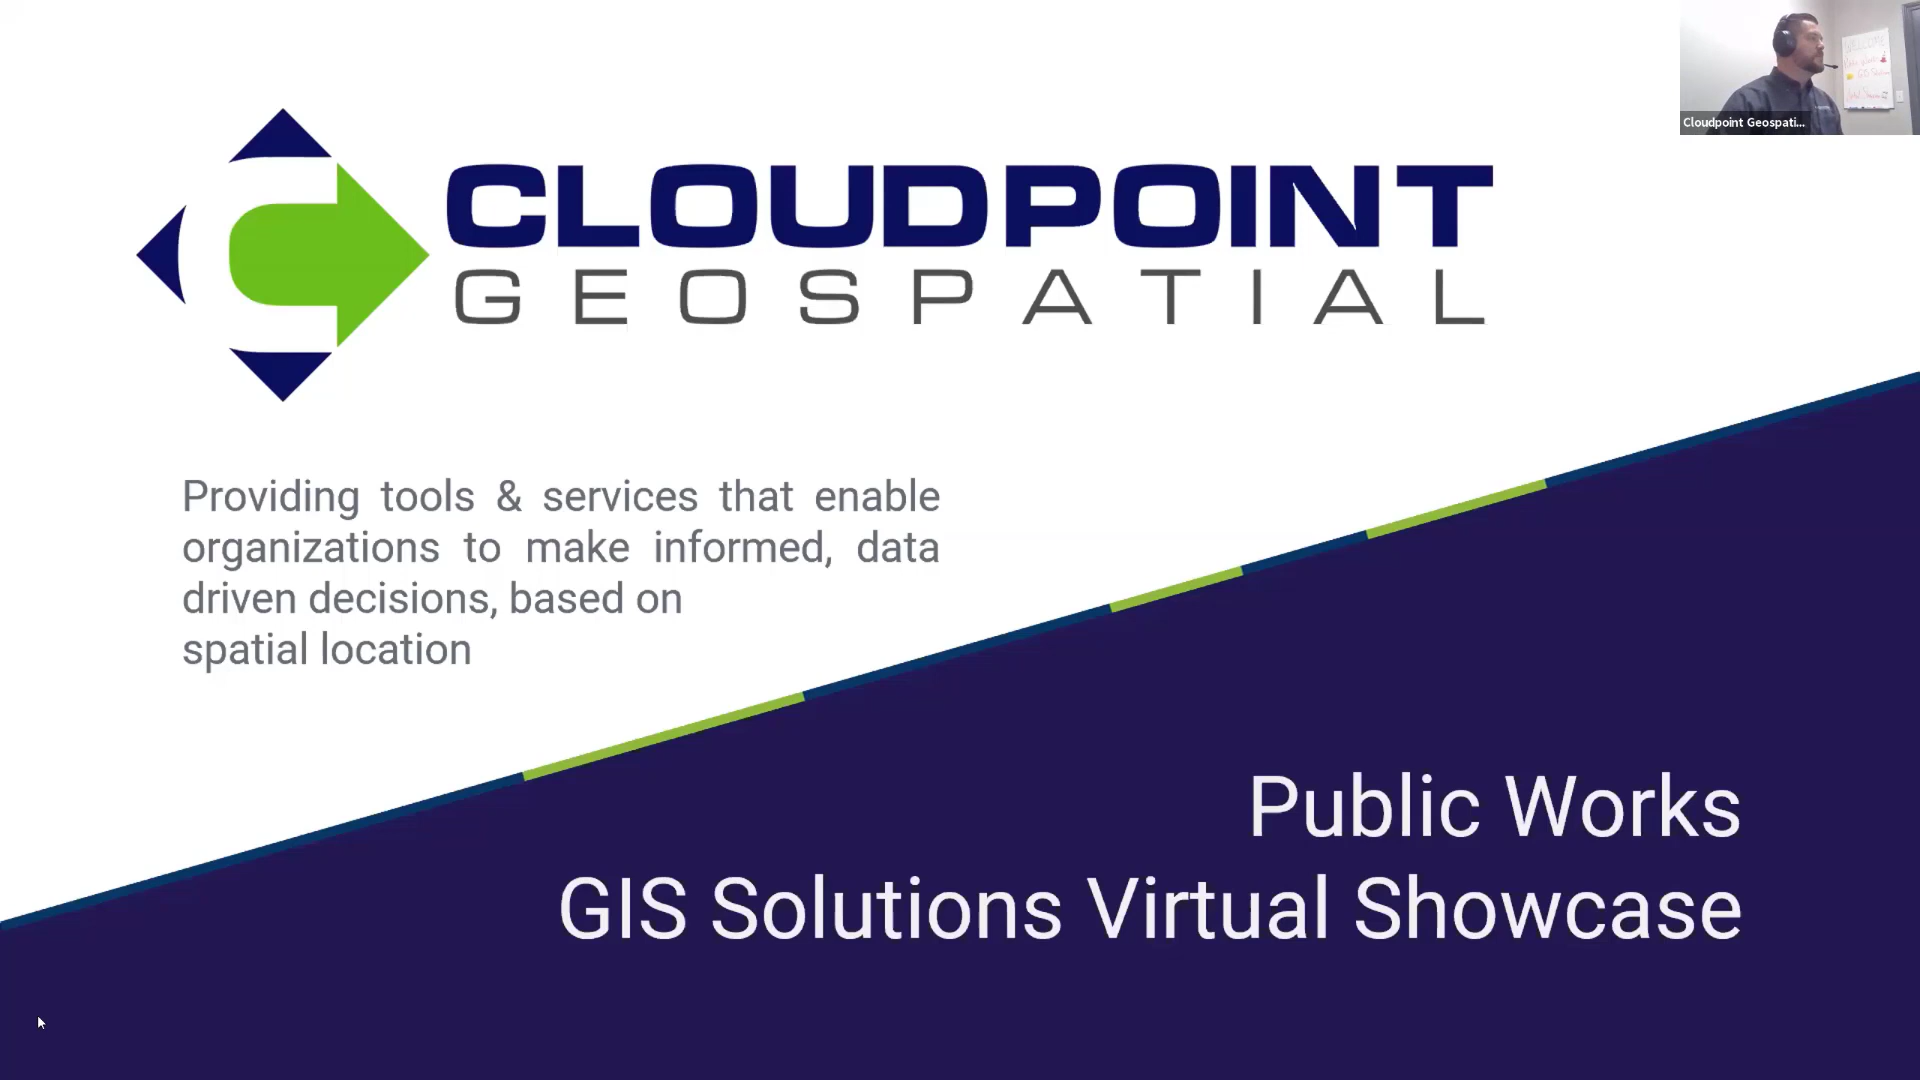 CLOUDPOINT
GEOSPATIAL
Cloudpoint Geospati...
WELCOME
Providing tools & services that enable
organizations to make informed, data
driven decisions, based on
spatial location
Public Works
GIS Solutions Virtual Showcase